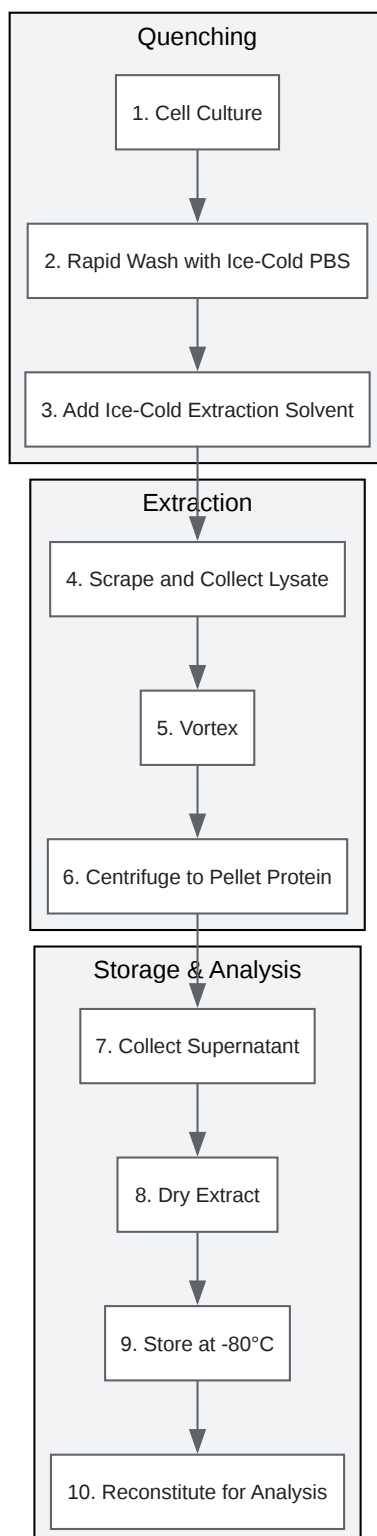 Quenching
1. Cell Culture
2. Rapid Wash with Ice-Cold PBS
3. Add Ice-Cold Extraction Solvent
Extraction
4. Scrape and Collect Lysate
5. Vortex
6. Centrifuge to Pellet Protein
Storage & Analysis
7. Collect Supernatant
8. Dry Extract
9. Store at -80°C
10. Reconstitute for Analysis